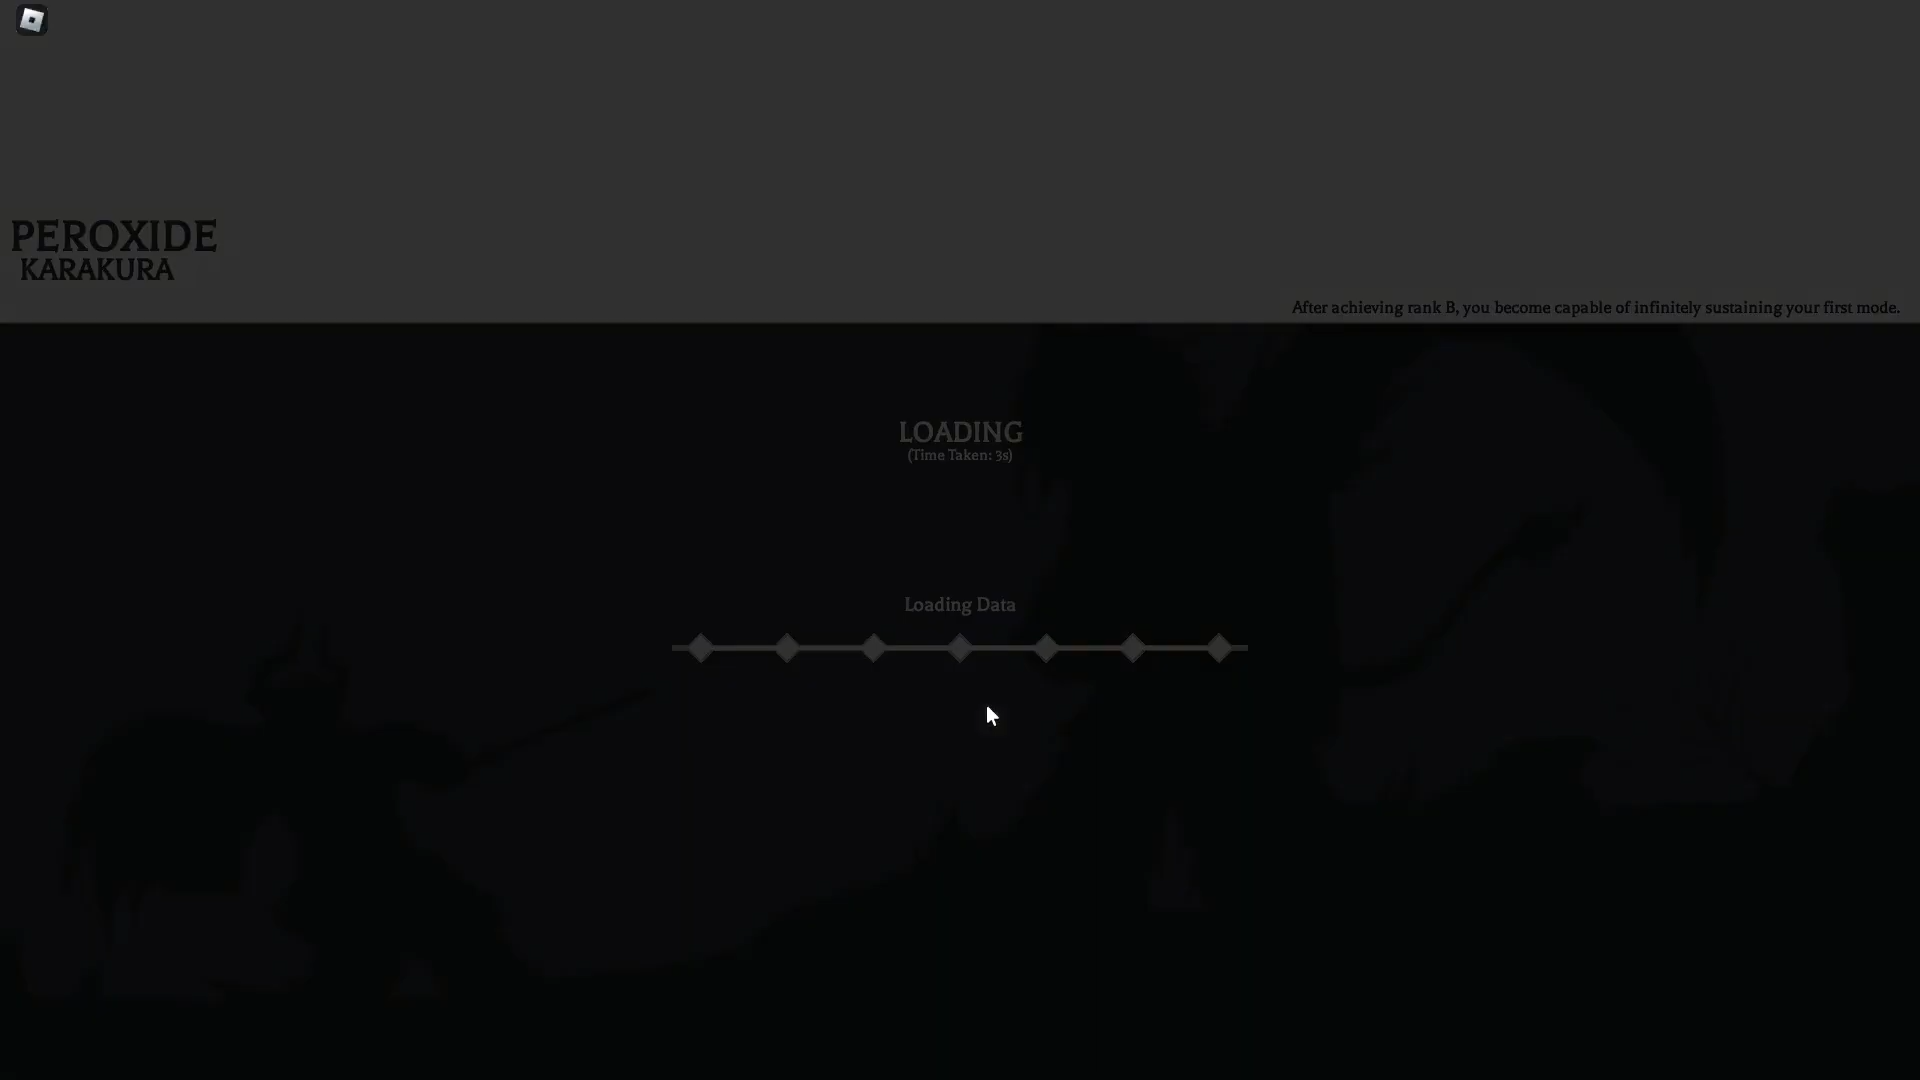 PEROXIDE
KARAKURA
After achieving rank B, you become capable of infinitely sustaining your first mode.
LOADING
(Time Taken: 3s)
Loading Data